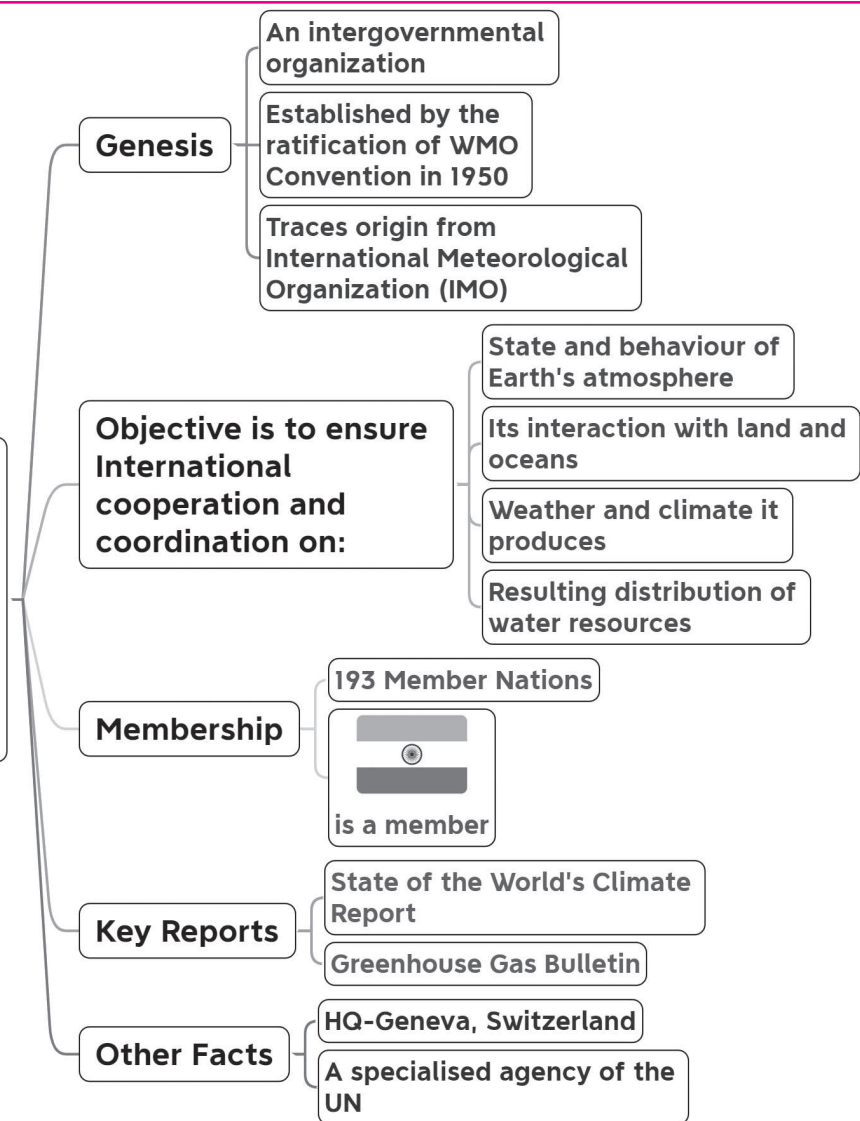 An intergovernmental
organization
Genesis
Established by the
ratification of WMO
Convention in 1950
Traces origin from
International Meteorological
Organization (IMO)
Objective is to ensure
International
cooperation and
coordination on:
State and behaviour of
Earth's atmosphere
Its interaction with land and
oceans
Weather and climate it
produces
Resulting distribution of
water resources
Membership
193 Member Nations
is a member
Key Reports
State of the World's Climate
Report
Greenhouse Gas Bulletin
Other Facts
HQ-Geneva, Switzerland
A specialised agency of the
UN